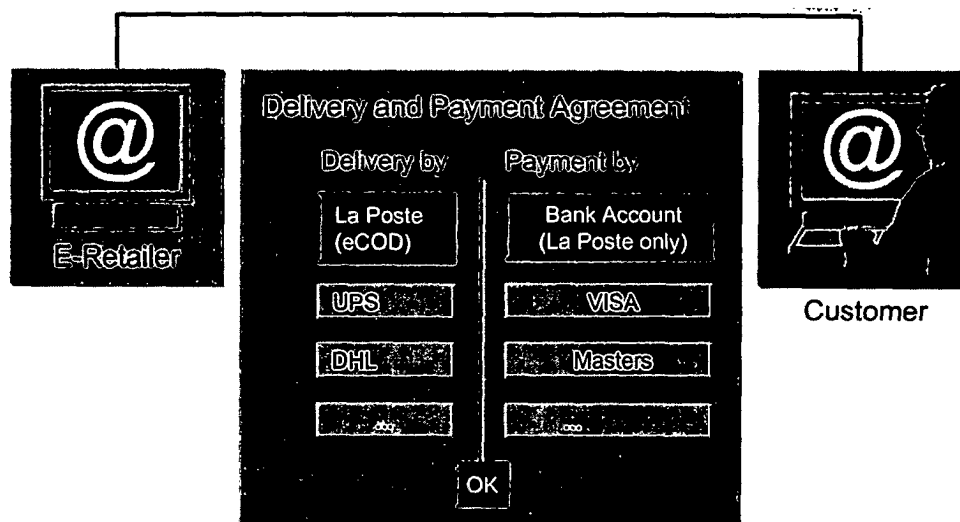 @
E-Retailer
Delivery and Payment Agreement
Delivery by
Payment by
La Poste
(eCOD)
Bank Account
(La Poste only)
UPS
VISA
DHL
Masters
...
...
OK
@
Customer